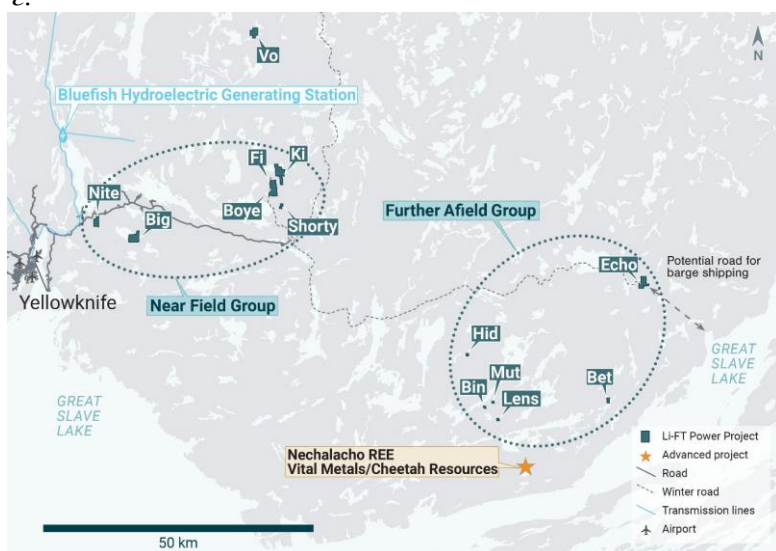 c.
Vo
N
Bluefish Hydroelectric Generating Station
Fi
Ki
Nite
Boye
Big
Shorty
Further Afield Group
Echo
Potential road for
barge shipping
Yellowknife
Near Field Group
Hid
GREAT
SLAVE
LAKE
Mut
Bet
Bin
Lens
GREAT
SLAVE
LAKE
Nechalacho REE
Vital Metals/Cheetah Resources
Li-FT Power Project
Advanced project
Road
Winter road
Transmission lines
Airport
50 km